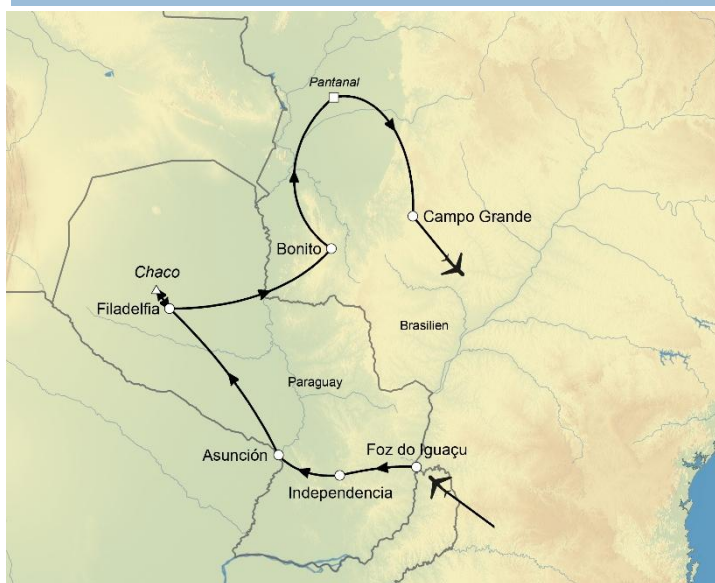 Pantanal
Campo Grande
Bonito
Chaco
Filadelfia
Brasilien
Paraguay
Foz do Iguaçu
Asunción
Independencia